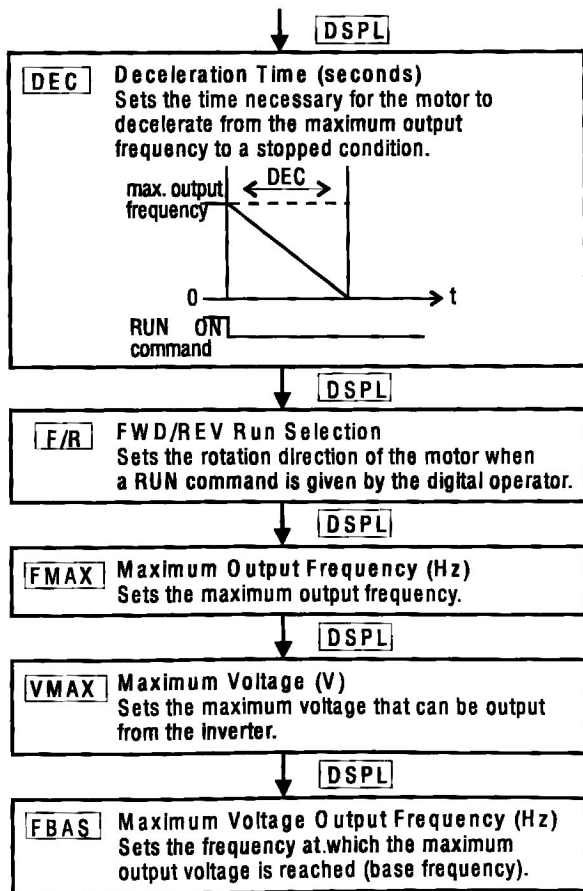 DSPL
DEC Deceleration Time (seconds)
Sets the time necessary for the motor to
decelerate from the maximum output
frequency to a stopped condition.
DEC
max. output
frequency
0 t
RUN ON
command
DSPL
F/R FWD/REV Run Selection
Sets the rotation direction of the motor when
a RUN command is given by the digital operator.
DSPL
FMAX Maximum Output Frequency (Hz)
Sets the maximum output frequency.
DSPL
VMAX Maximum Voltage (V)
Sets the maximum voltage that can be output
from the inverter.
DSPL
FBAS Maximum Voltage Output Frequency (Hz)
Sets the frequency at.which the maximum
output voltage is reached (base frequency).